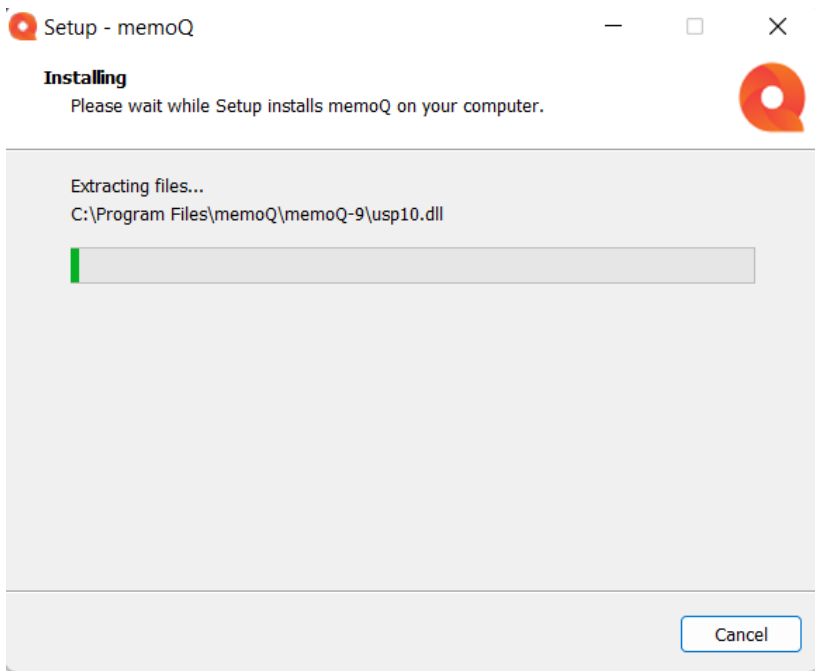 Setup - memoQ
Installing
Please wait while Setup installs memoQ on your computer.
Extracting files...
C:\Program Files\memoQ\memoQ-9\usp10.dll
Cancel